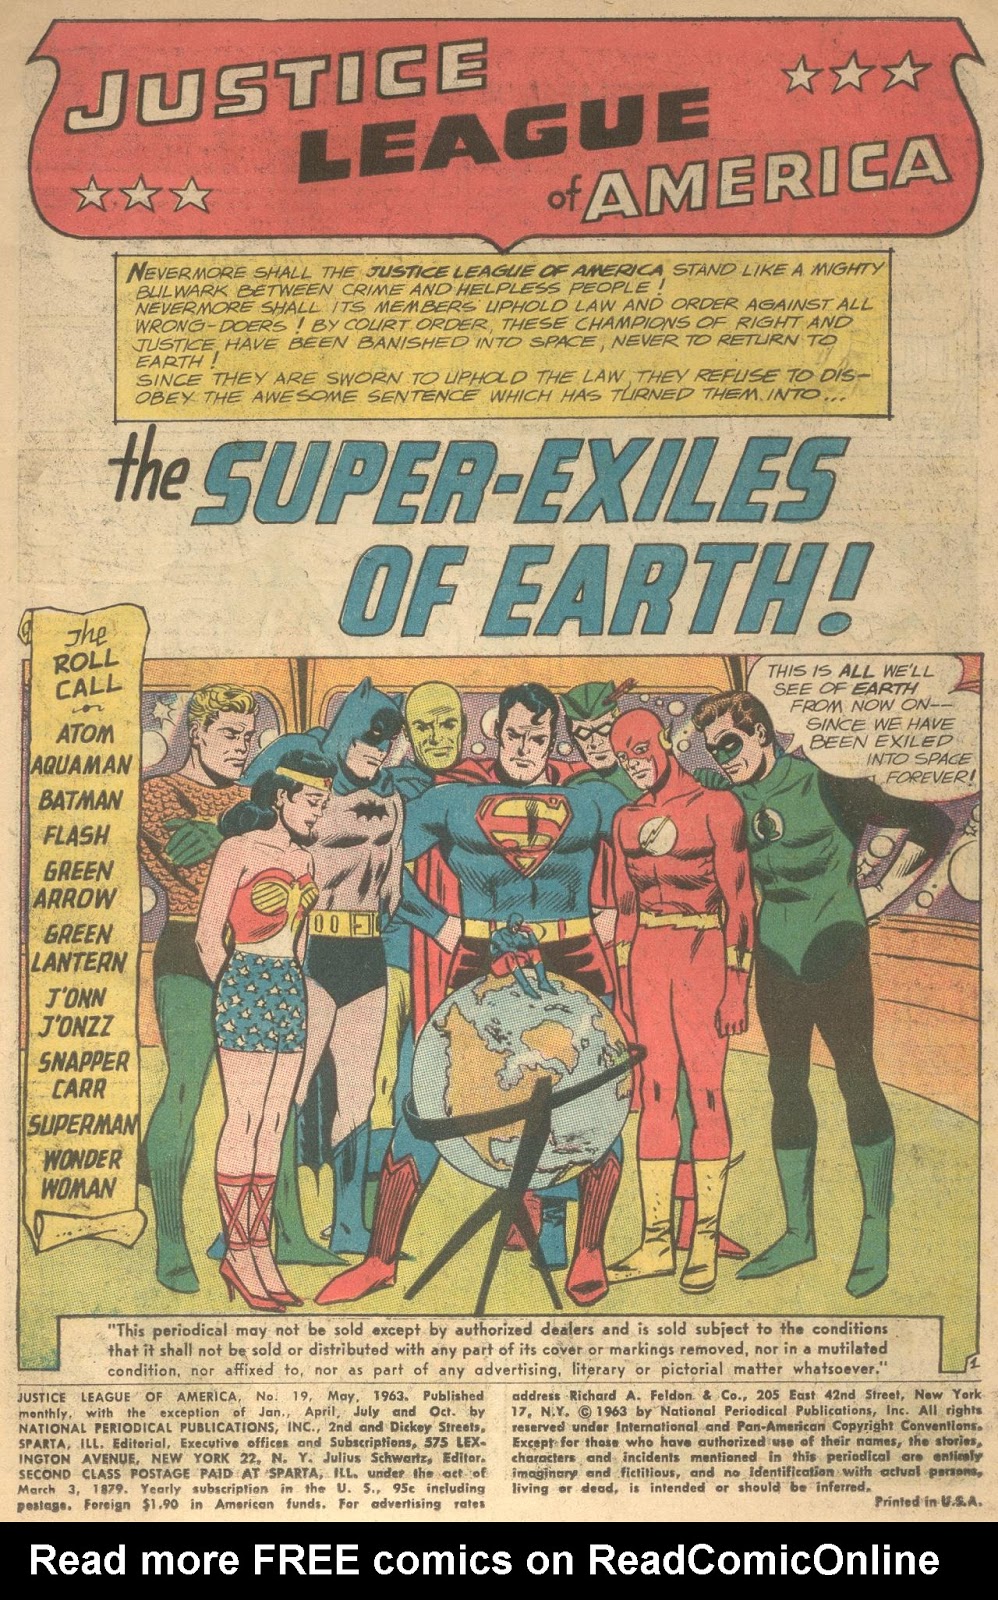 JUSTICE
LEAGUE
of AMERICA
NEVERMORE SHALL THE JUSTICE LEAGUE OF AMERICA STAND LIKE A MIGHTY
BULWARK BETWEEN CRIME AND HELPLESS PEOPLE!
NEVERMORE SHALL ITS MEMBERS UPHOLD LAW AND ORDER AGAINST ALL
WRONG-DOERS! BY COURT ORDER, THESE CHAMPIONS OF RIGHT AND
JUSTICE HAVE BEEN BANISHED INTO SPACE, NEVER TO RETURN TO
EARTH!
SINCE THEY ARE SWORN TO UPHOLD THE LAW, THEY REFUSE TO DIS-
OBEY THE AWESOME SENTENCE WHICH HAS TURNED THEM INTO...
the SUPER-EXILES
OF EARTH!
The
ROLL
CALL
or
ATOM
AQUAMAN
BATMAN
FLASH
GREEN
ARROW
GREEN
LANTERN
J'ONN
J'ONZZ
SNAPPER
CARR
SUPERMAN
WONDER
WOMAN
THIS IS ALL WE'LL
SEE OF EARTH
FROM NOW ON--
SINCE WE HAVE
BEEN EXILED
INTO SPACE
FOREVER!
S
1
"This periodical may not be sold except by authorized dealers and is sold subject to the conditions
that it shall not be sold or distributed with any part of its cover or markings removed, nor in a mutilated
condition, nor affixed to, nor as part of any advertising, literary or pictorial matter whatsoever."
JUSTICE LEAGUE OF AMERICA, No. 19, May, 1963. Published
monthly, with the exception of Jan., April, July and Oct. by
NATIONAL PERIODICAL PUBLICATIONS, INC., 2nd and Dickey Streets,
SPARTA, ILL. Editorial, Executive offices and Subscriptions, 575 LEX-
INGTON AVENUE, NEW YORK 22, N. Y. Julius Schwartz, Editor.
SECOND CLASS POSTAGE PAID AT SPARTA, ILL. under the act of
March 3, 1879. Yearly subscription in the U. S., 95c including
postage. Foreign $1.90 in American funds. For advertising rates
address Richard A. Feldon & Co., 205 East 42nd Street, New York
17, N.Y. © 1963 by National Periodical Publications, Inc. All rights
reserved under International and Pan-American Copyright Conventions.
Except for those who have authorized use of their names, the stories,
characters and incidents mentioned in this periodical are entirely
imaginary and fictitious, and no identification with actual persons,
living or dead, is intended or should be inferred.
Printed in U.S.A.
Read more FREE comics on ReadComicOnline